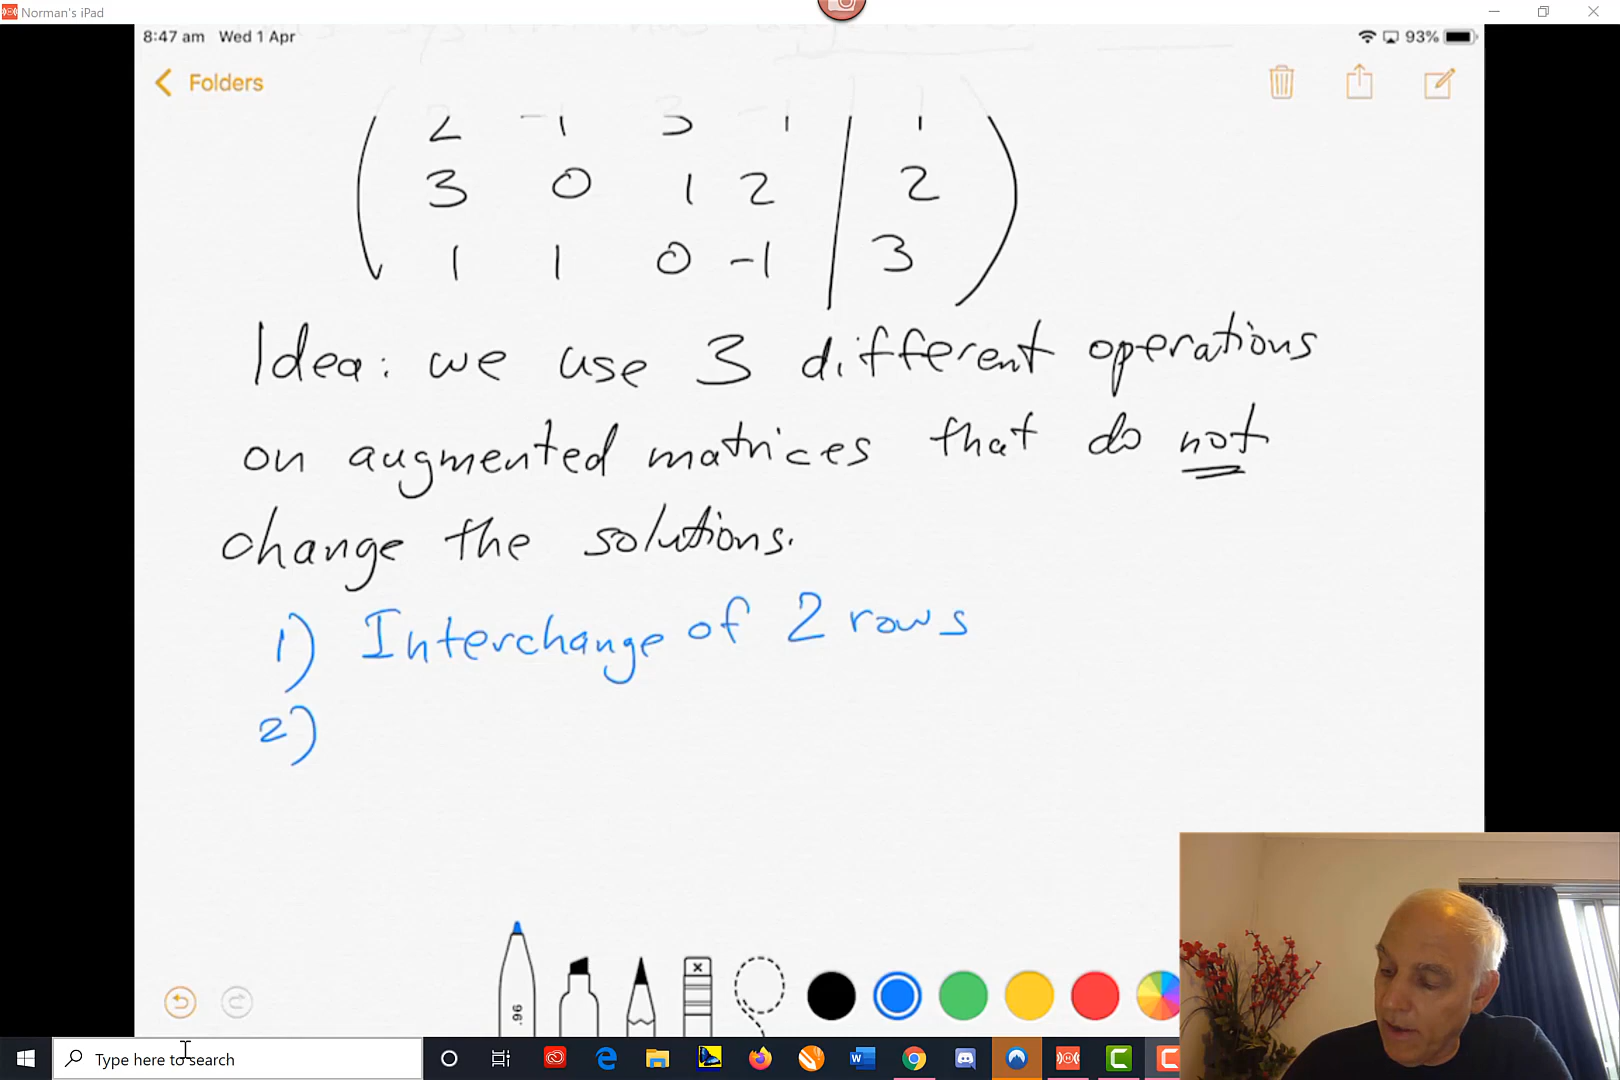 Norman's iPad
8:47 am Wed 1 Apr
93%
Folders
2 -1 3 -1 1
3 0 1 2 2
1 1 0 -1 3
Idea: we use 3 different operations
on augmented matrices that do not
change the solutions.
1) Interchange of 2 rows
2)
96
Type here to search